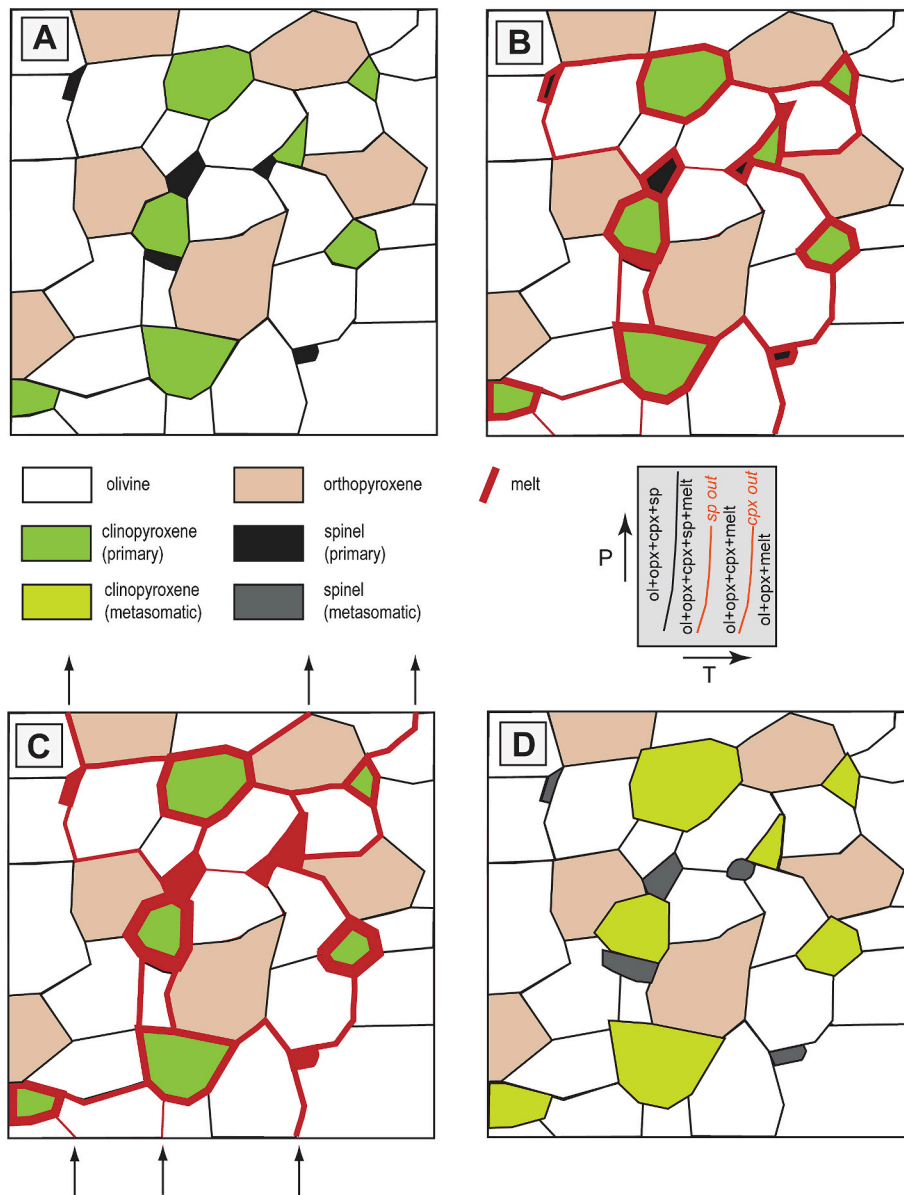 A
B
olivine
orthopyroxene
melt
clinopyroxene
(primary)
spinel
(primary)
clinopyroxene
(metasomatic)
spinel
(metasomatic)
P
T
ol+opx+cpx+sp
ol+opx+cpx+sp+melt
sp out
ol+opx+cpx+melt
cpx out
ol+opx+melt
C
D